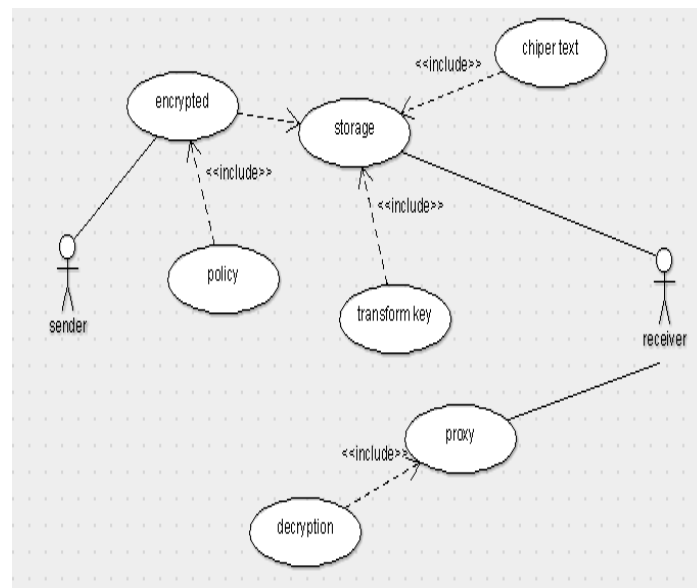 chiper text
<<include>>
encrypted
storage
<<include>>
<<include>>
policy
transform key
sender
receiver
proxy
<<include>>
decryption